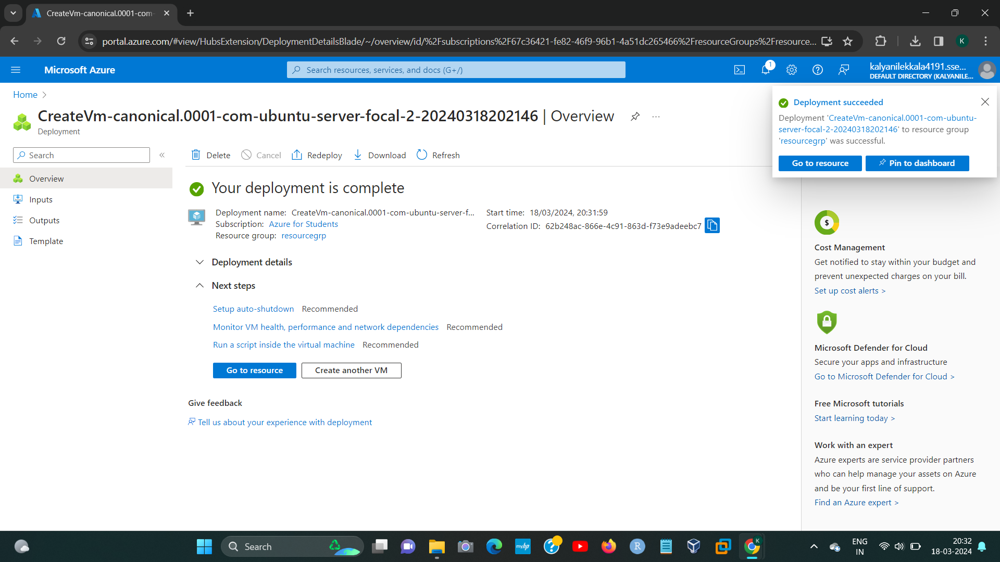 CreateVm-canonical.0001-com-
portal.azure.com/#view/HubsExtension/DeploymentDetailsBlade/~/overview/id/%2Fsubscriptions%2F67c36421-fe82-46f9-96b1-4a51dc265466%2FresourceGroups%2Fresource...
K
Microsoft Azure
Search resources, services, and docs (G+/)
1
kalyanilekkala4191.sse...
DEFAULT DIRECTORY (KALYANILE...
Home
CreateVm-canonical.0001-com-ubuntu-server-focal-2-20240318202146 | Overview
...
Deployment
Deployment succeeded
Deployment 'CreateVm-canonical.0001-com-ubuntu-
server-focal-2-20240318202146' to resource group
'resourcegrp' was successful.
Go to resource
Pin to dashboard
Search
«
Overview
Inputs
Outputs
Template
Delete
Cancel
Redeploy
Download
Refresh
Your deployment is complete
Deployment name: CreateVm-canonical.0001-com-ubuntu-server-f...
Subscription: Azure for Students
Resource group: resourcegrp
Start time: 18/03/2024, 20:31:59
Correlation ID: 62b248ac-866e-4c91-863d-f73e9adeebc7
Deployment details
Next steps
Setup auto-shutdown Recommended
Monitor VM health, performance and network dependencies Recommended
Run a script inside the virtual machine Recommended
Go to resource
Create another VM
Give feedback
Tell us about your experience with deployment
$
Cost Management
Get notified to stay within your budget and
prevent unexpected charges on your bill.
Set up cost alerts >
Microsoft Defender for Cloud
Secure your apps and infrastructure
Go to Microsoft Defender for Cloud >
Free Microsoft tutorials
Start learning today >
Work with an expert
Azure experts are service provider partners
who can help manage your assets on Azure
and be your first line of support.
Find an Azure expert >
Search
myhp
?
R
K
ENG
IN
20:32
18-03-2024